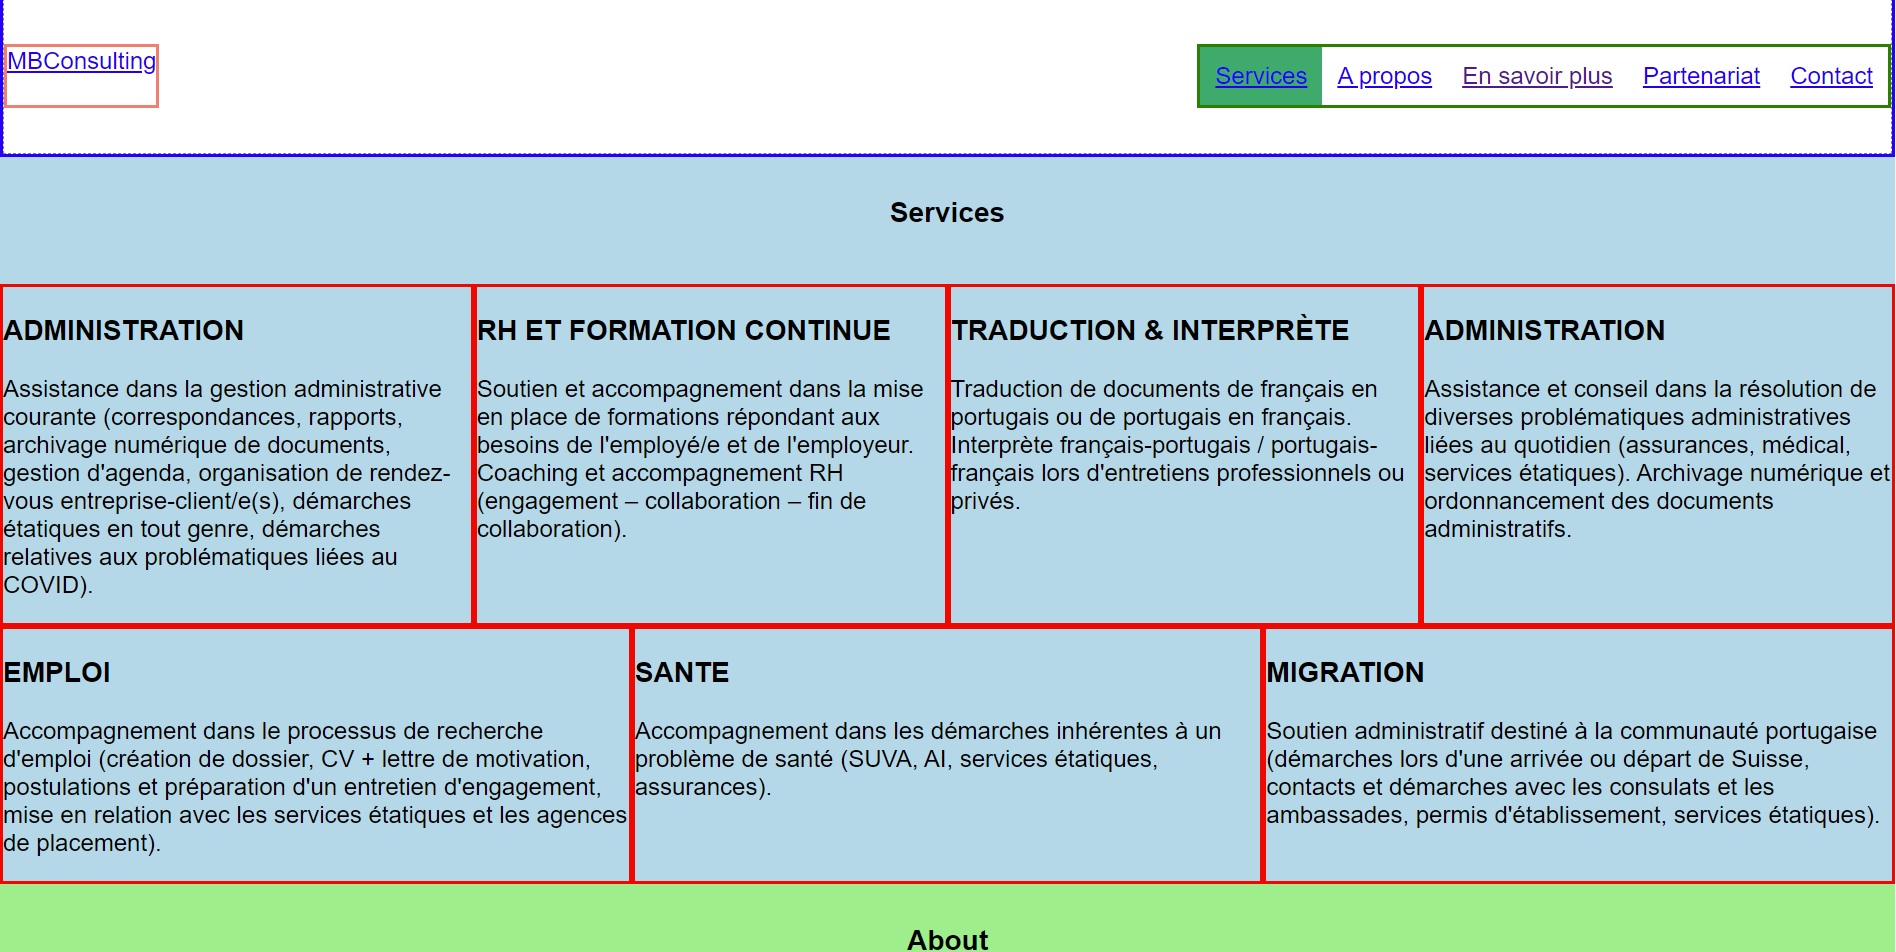 MBConsulting
Services
A propos
En savoir plus
Partenariat
Contact
Services
ADMINISTRATION
Assistance dans la gestion administrative
courante (correspondances, rapports,
archivage numérique de documents,
gestion d'agenda, organisation de rendez-
vous entreprise-client/e(s), démarches
étatiques en tout genre, démarches
relatives aux problématiques liées au
COVID).
RH ET FORMATION CONTINUE
Soutien et accompagnement dans la mise
en place de formations répondant aux
besoins de l'employé/e et de l'employeur.
Coaching et accompagnement RH
(engagement – collaboration – fin de
collaboration).
TRADUCTION & INTERPRÈTE
Traduction de documents de français en
portugais ou de portugais en français.
Interprète français-portugais / portugais-
français lors d'entretiens professionnels ou
privés.
ADMINISTRATION
Assistance et conseil dans la résolution de
diverses problématiques administratives
liées au quotidien (assurances, médical,
services étatiques). Archivage numérique et
ordonnancement des documents
administratifs.
EMPLOI
Accompagnement dans le processus de recherche
d'emploi (création de dossier, CV + lettre de motivation,
postulations et préparation d'un entretien d'engagement,
mise en relation avec les services étatiques et les agences
de placement).
SANTE
Accompagnement dans les démarches inhérentes à un
problème de santé (SUVA, AI, services étatiques,
assurances).
MIGRATION
Soutien administratif destiné à la communauté portugaise
(démarches lors d'une arrivée ou départ de Suisse,
contacts et démarches avec les consulats et les
ambassades, permis d'établissement, services étatiques).
About